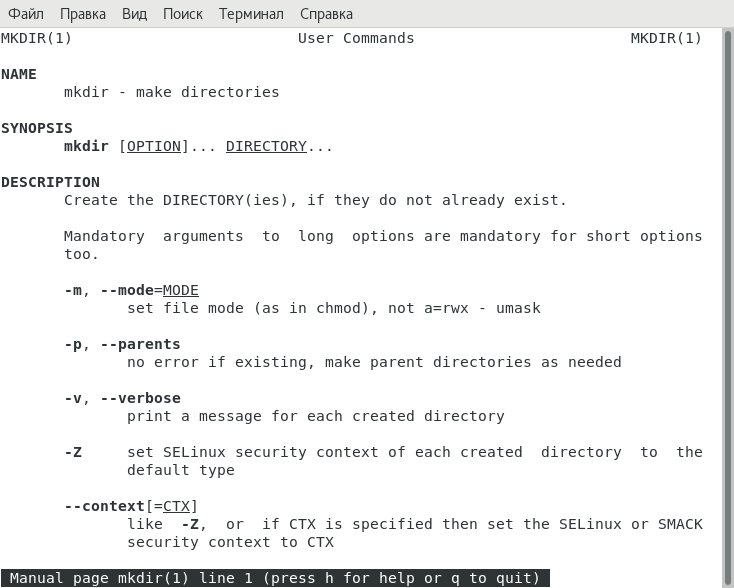 Файл Правка Вид Поиск Терминал Справка
MKDIR(1) User Commands MKDIR(1)
NAME
mkdir - make directories
SYNOPSIS
mkdir [OPTION]... DIRECTORY...
DESCRIPTION
Create the DIRECTORY(ies), if they do not already exist.
Mandatory arguments to long options are mandatory for short options
too.
-m, --mode=MODE
set file mode (as in chmod), not a=rwx - umask
-p, --parents
no error if existing, make parent directories as needed
-v, --verbose
print a message for each created directory
-Z set SELinux security context of each created directory to the
default type
--context[=CTX]
like -Z, or if CTX is specified then set the SELinux or SMACK
security context to CTX
Manual page mkdir(1) line 1 (press h for help or q to quit)